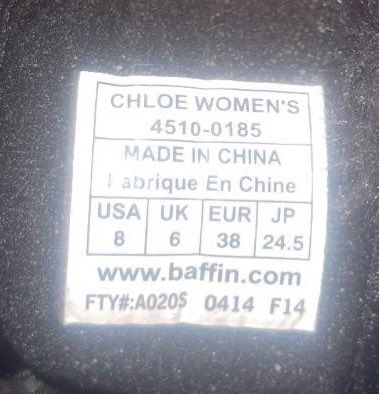 CHLOE WOMEN'S
4510-0185
MADE IN CHINA
Fabrique En Chine
USA UK EUR JP
8 6 38 24.5
www.baffin.com
FTY#:A020S 0414 F14